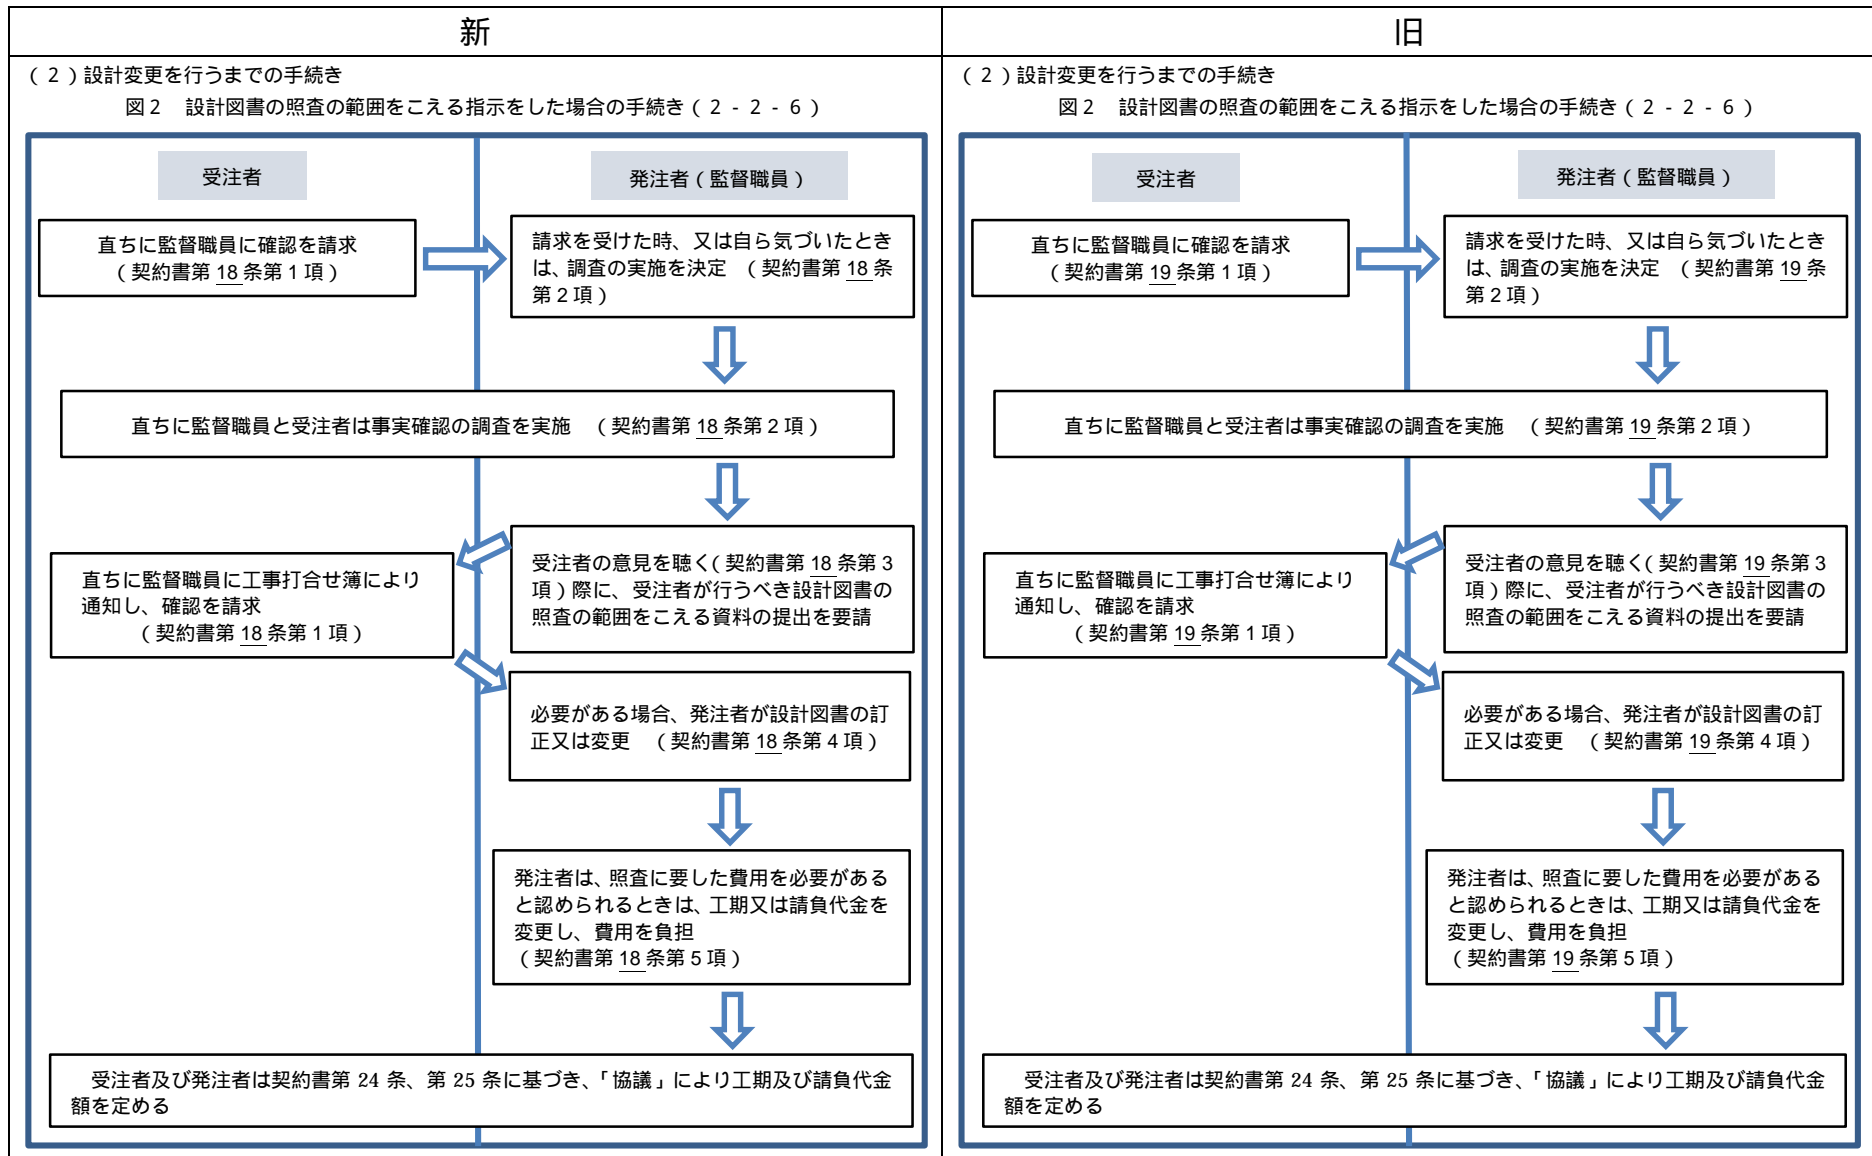 新
（２）設計変更を行うまでの手続き
図２　設計図書の照査の範囲をこえる指示をした場合の手続き（２‐２‐６）
受注者
発注者（監督職員）
直ちに監督職員に確認を請求
（契約書第 18 条第１項）
請求を受けた時、又は自ら気づいたとき
は、調査の実施を決定　（契約書第 18 条
第２項）
直ちに監督職員と受注者は事実確認の調査を実施　（契約書第 18 条第２項）
受注者の意見を聴く（契約書第 18 条第３
項）際に、受注者が行うべき設計図書の
照査の範囲をこえる資料の提出を要請
直ちに監督職員に工事打合せ簿により
通知し、確認を請求
（契約書第 18 条第１項）
必要がある場合、発注者が設計図書の訂
正又は変更　（契約書第 18 条第４項）
発注者は、照査に要した費用を必要がある
と認められるときは、工期又は請負代金を
変更し、費用を負担
（契約書第 18 条第５項）
受注者及び発注者は契約書第 24 条、第 25 条に基づき、「協議」により工期及び請負代金
額を定める
旧
（２）設計変更を行うまでの手続き
図２　設計図書の照査の範囲をこえる指示をした場合の手続き（２‐２‐６）
受注者
発注者（監督職員）
直ちに監督職員に確認を請求
（契約書第 19 条第１項）
請求を受けた時、又は自ら気づいたとき
は、調査の実施を決定　（契約書第 19 条
第２項）
直ちに監督職員と受注者は事実確認の調査を実施　（契約書第 19 条第２項）
受注者の意見を聴く（契約書第 19 条第３
項）際に、受注者が行うべき設計図書の
照査の範囲をこえる資料の提出を要請
直ちに監督職員に工事打合せ簿により
通知し、確認を請求
（契約書第 19 条第１項）
必要がある場合、発注者が設計図書の訂
正又は変更　（契約書第 19 条第４項）
発注者は、照査に要した費用を必要がある
と認められるときは、工期又は請負代金を
変更し、費用を負担
（契約書第 19 条第５項）
受注者及び発注者は契約書第 24 条、第 25 条に基づき、「協議」により工期及び請負代金
額を定める